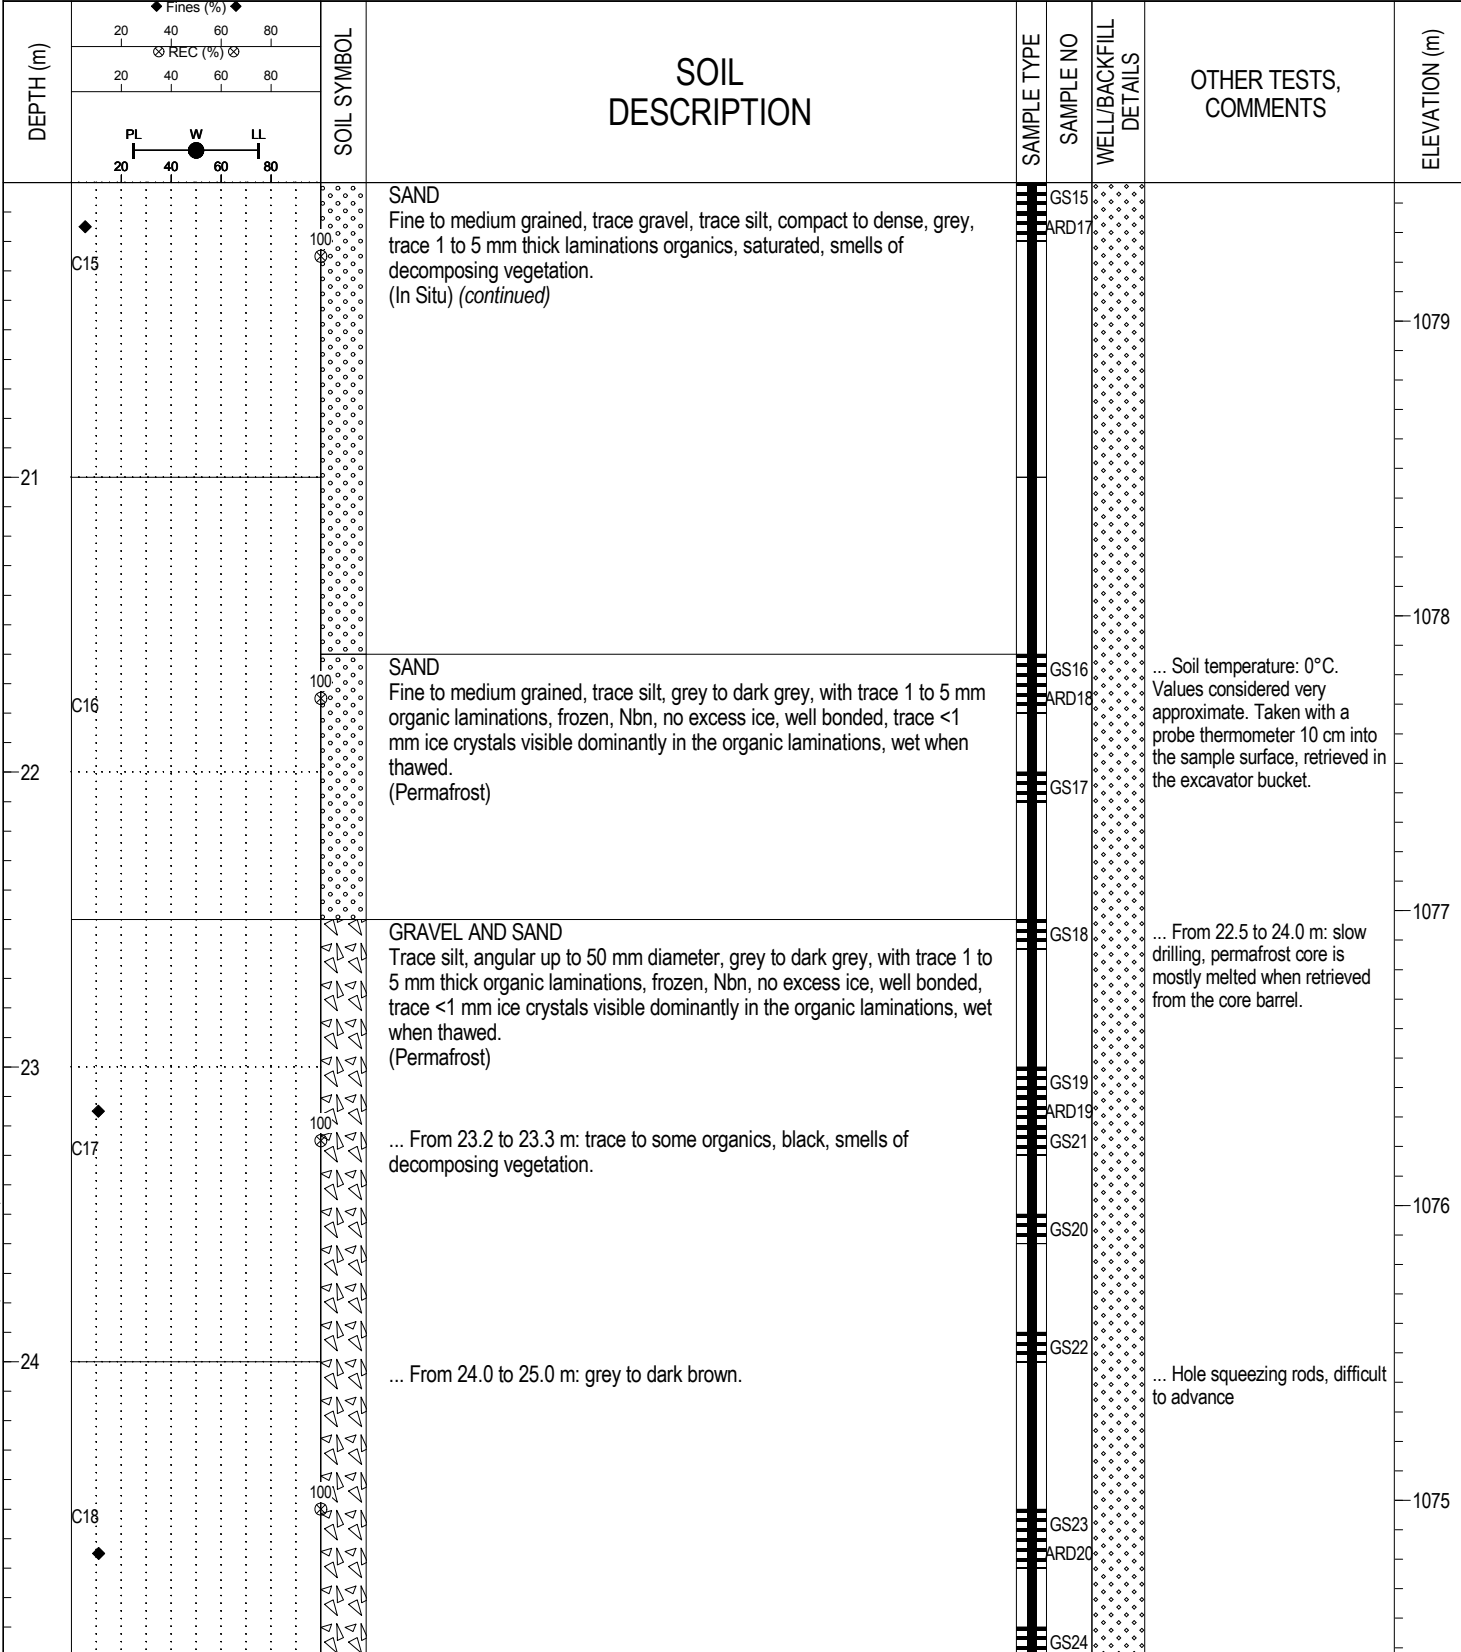 DEPTH (m)
◆ Fines (%) ◆
20 40 60 80
⊗ REC (%) ⊗
20 40 60 80
PL W LL
20 40 60 80
SOIL SYMBOL
SOIL
DESCRIPTION
SAMPLE TYPE
SAMPLE NO
WELL/BACKFILL
DETAILS
OTHER TESTS,
COMMENTS
ELEVATION (m)
SAND
Fine to medium grained, trace gravel, trace silt, compact to dense, grey,
trace 1 to 5 mm thick laminations organics, saturated, smells of
decomposing vegetation.
(In Situ) (continued)
GS15
ARD17
100
C15
1079
21
1078
SAND
Fine to medium grained, trace silt, grey to dark grey, with trace 1 to 5 mm
organic laminations, frozen, Nbn, no excess ice, well bonded, trace <1
mm ice crystals visible dominantly in the organic laminations, wet when
thawed.
(Permafrost)
100
C16
GS16
ARD18
GS17
... Soil temperature: 0°C.
Values considered very
approximate. Taken with a
probe thermometer 10 cm into
the sample surface, retrieved in
the excavator bucket.
22
1077
GRAVEL AND SAND
Trace silt, angular up to 50 mm diameter, grey to dark grey, with trace 1 to
5 mm thick organic laminations, frozen, Nbn, no excess ice, well bonded,
trace <1 mm ice crystals visible dominantly in the organic laminations, wet
when thawed.
(Permafrost)
GS18
... From 22.5 to 24.0 m: slow
drilling, permafrost core is
mostly melted when retrieved
from the core barrel.
23
GS19
ARD19
GS21
100
C17
... From 23.2 to 23.3 m: trace to some organics, black, smells of
decomposing vegetation.
1076
GS20
GS22
24
... From 24.0 to 25.0 m: grey to dark brown.
... Hole squeezing rods, difficult
to advance
100
C18
1075
GS23
ARD20
GS24